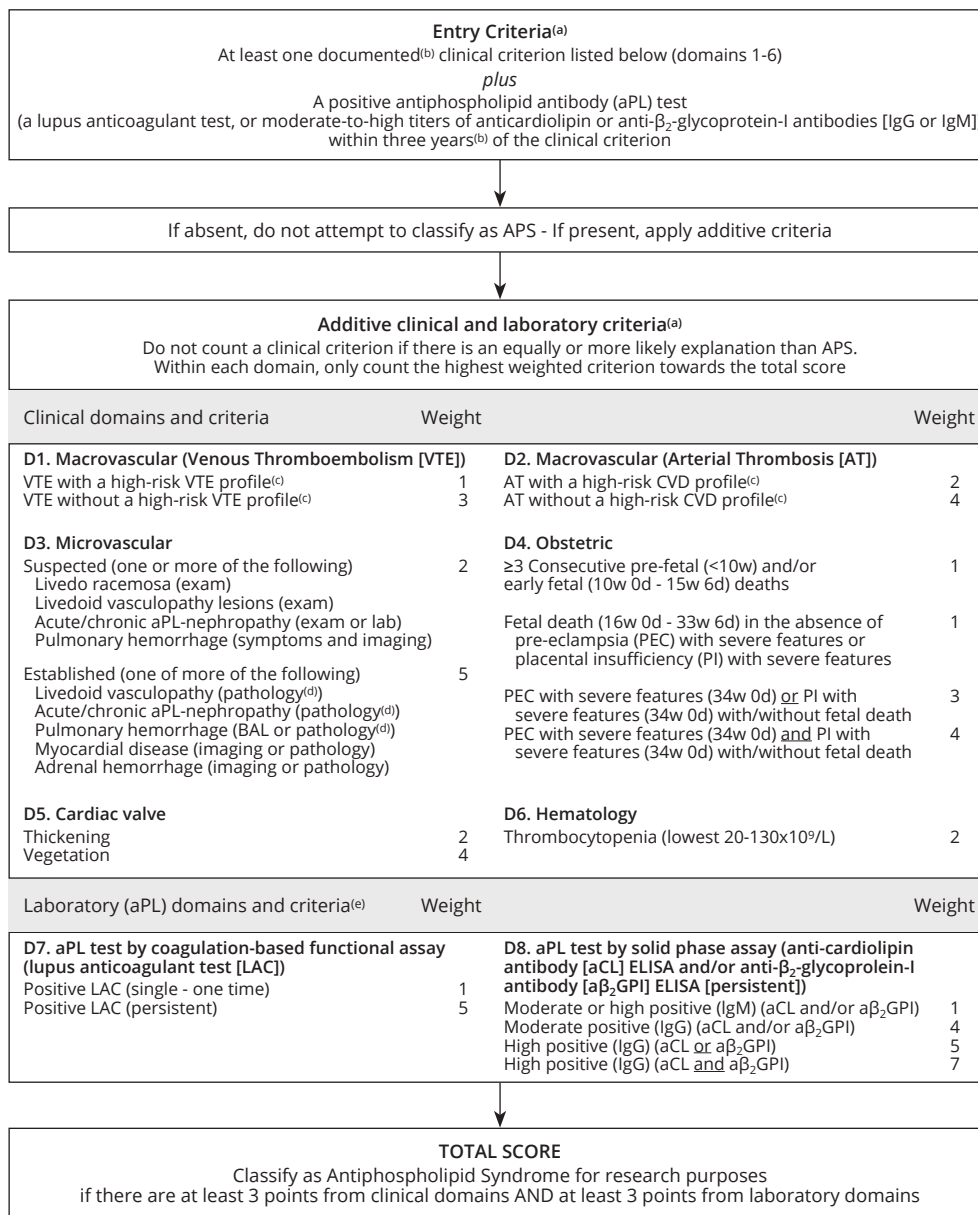 Entry Criteria(a)
At least one documented(b) clinical criterion listed below (domains 1-6)
plus
A positive antiphospholipid antibody (aPL) test
(a lupus anticoagulant test, or moderate-to-high titers of anticardiolipin or anti-β₂-glycoprotein-I antibodies [IgG or IgM]
within three years(b) of the clinical criterion
If absent, do not attempt to classify as APS - If present, apply additive criteria
Additive clinical and laboratory criteria(a)
Do not count a clinical criterion if there is an equally or more likely explanation than APS.
Within each domain, only count the highest weighted criterion towards the total score
Clinical domains and criteria Weight Weight
D1. Macrovascular (Venous Thromboembolism [VTE])
VTE with a high-risk VTE profile(c) 1
VTE without a high-risk VTE profile(c) 3
D2. Macrovascular (Arterial Thrombosis [AT])
AT with a high-risk CVD profile(c) 2
AT without a high-risk CVD profile(c) 4
D3. Microvascular
Suspected (one or more of the following) 2
Livedo racemosa (exam)
Livedoid vasculopathy lesions (exam)
Acute/chronic aPL-nephropathy (exam or lab)
Pulmonary hemorrhage (symptoms and imaging)
Established (one of more of the following) 5
Livedoid vasculopathy (pathology(d))
Acute/chronic aPL-nephropathy (pathology(d))
Pulmonary hemorrhage (BAL or pathology(d))
Myocardial disease (imaging or pathology)
Adrenal hemorrhage (imaging or pathology)
D4. Obstetric
≥3 Consecutive pre-fetal (<10w) and/or 1
early fetal (10w 0d - 15w 6d) deaths
Fetal death (16w 0d - 33w 6d) in the absence of 1
pre-eclampsia (PEC) with severe features or
placental insufficiency (PI) with severe features
PEC with severe features (34w 0d) or PI with 3
severe features (34w 0d) with/without fetal death
PEC with severe features (34w 0d) and PI with 4
severe features (34w 0d) with/without fetal death
D5. Cardiac valve
Thickening 2
Vegetation 4
D6. Hematology
Thrombocytopenia (lowest 20-130x10⁹/L) 2
Laboratory (aPL) domains and criteria(e) Weight Weight
D7. aPL test by coagulation-based functional assay
(lupus anticoagulant test [LAC])
Positive LAC (single - one time) 1
Positive LAC (persistent) 5
D8. aPL test by solid phase assay (anti-cardiolipin
antibody [aCL] ELISA and/or anti-β₂-glycoprolein-I
antibody [aβ₂GPI] ELISA [persistent])
Moderate or high positive (IgM) (aCL and/or aβ₂GPI) 1
Moderate positive (IgG) (aCL and/or aβ₂GPI) 4
High positive (IgG) (aCL or aβ₂GPI) 5
High positive (IgG) (aCL and aβ₂GPI) 7
TOTAL SCORE
Classify as Antiphospholipid Syndrome for research purposes
if there are at least 3 points from clinical domains AND at least 3 points from laboratory domains